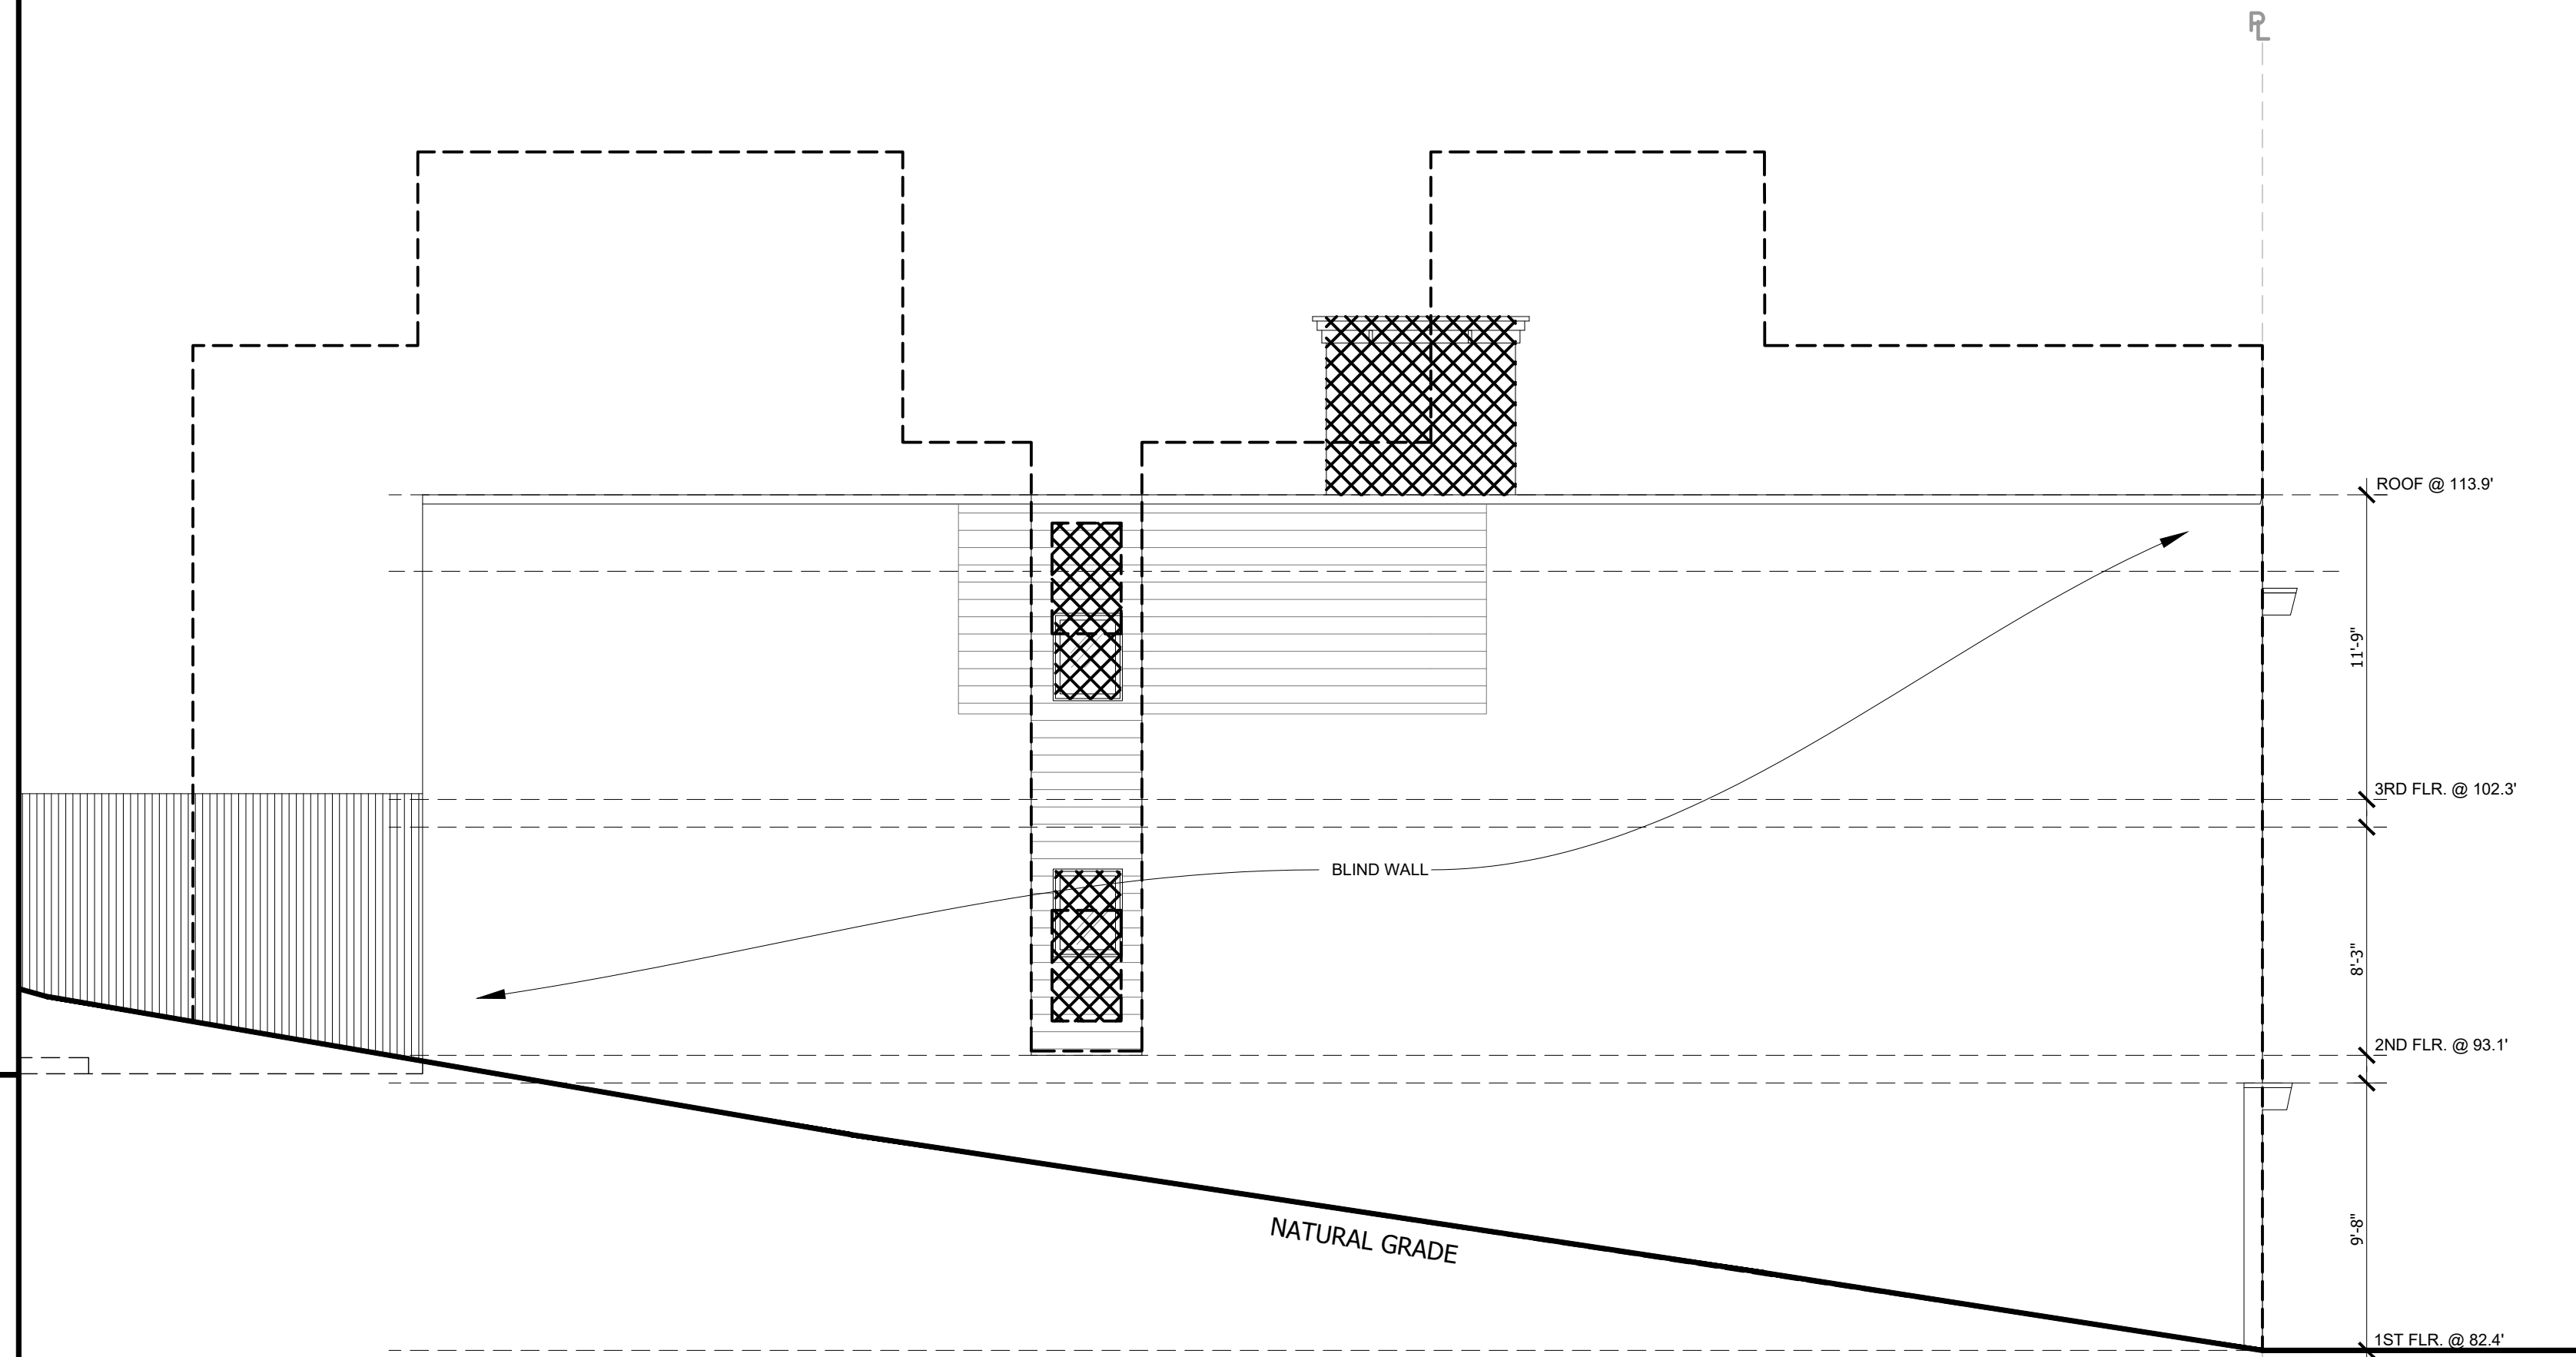 PL
ROOF @ 113.9'
11'-9"
3RD FLR. @ 102.3'
BLIND WALL
8'-3"
2ND FLR. @ 93.1'
NATURAL GRADE
9'-8"
1ST FLR. @ 82.4'